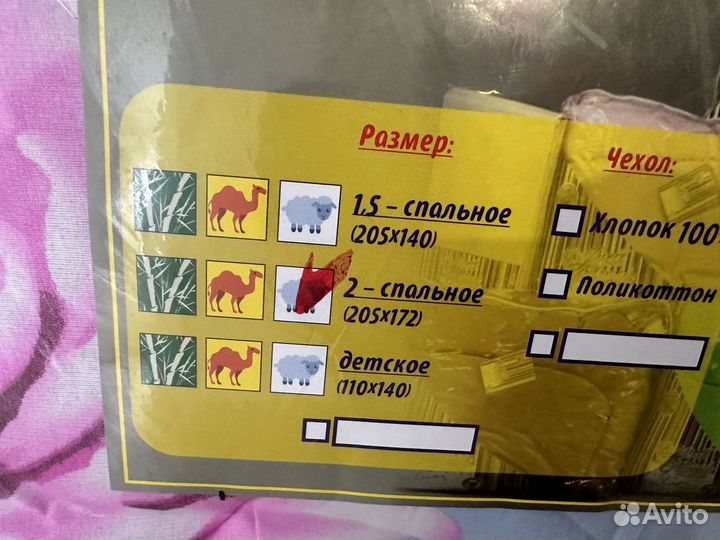 Размер:
1,5 – спальное
(205х140)
2 – спальное
(205х172)
детское
(110х140)
Чехол:
Хлопок 100%
Поликоттон
Avito